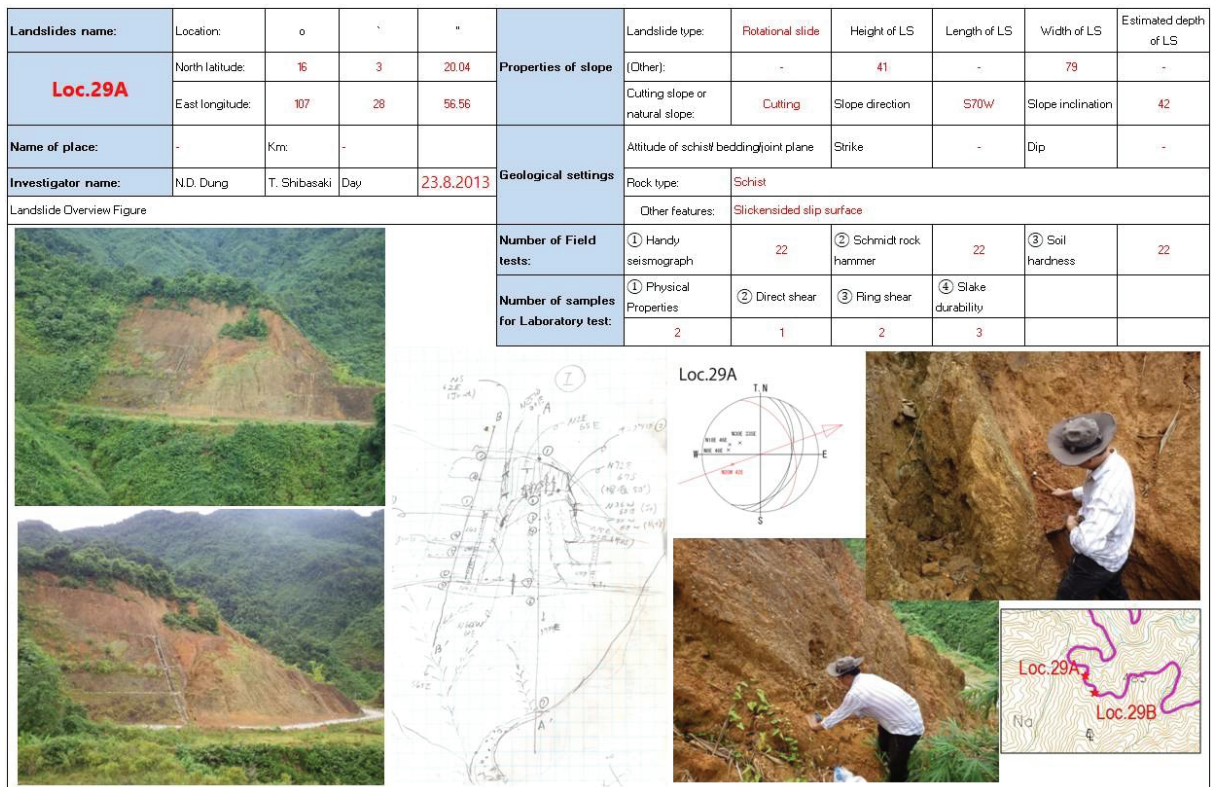 Landslides name: Location: o ` "
Loc.29A
North latitude: 16 3 20.04
East longitude: 107 28 56.56
Name of place: - Km: -
Investigator name: N.D. Dung T. Shibasaki Day 23.8.2013
Landslide Overview Figure
Properties of slope
Landslide type: Rotational slide Height of LS Length of LS Width of LS Estimated depth of LS
(Other): - 41 - 79 -
Cutting slope or natural slope: Cutting Slope direction S70W Slope inclination 42
Geological settings
Attitude of schist/ bedding/joint plane Strike - Dip -
Rock type: Schist
Other features: Slickensided slip surface
Number of Field tests: ① Handy seismograph 22 ② Schmidt rock hammer 22 ③ Soil hardness 22
Number of samples for Laboratory test: ① Physical Properties ② Direct shear ③ Ring shear ④ Slake durability
2 1 2 3
I
A
B
B'
A'
Loc.29A
T. N
W
E
S
Loc.29A
Loc.29B
Na